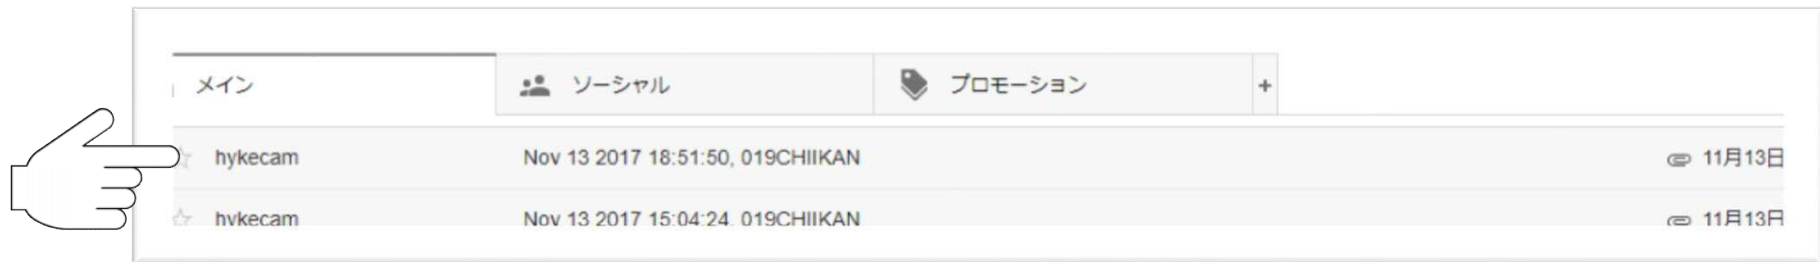 メイン ソーシャル プロモーション +
hykecam Nov 13 2017 18:51:50, 019CHIIKAN 11月13日
hykecam Nov 13 2017 15:04:24, 019CHIIKAN 11月13日